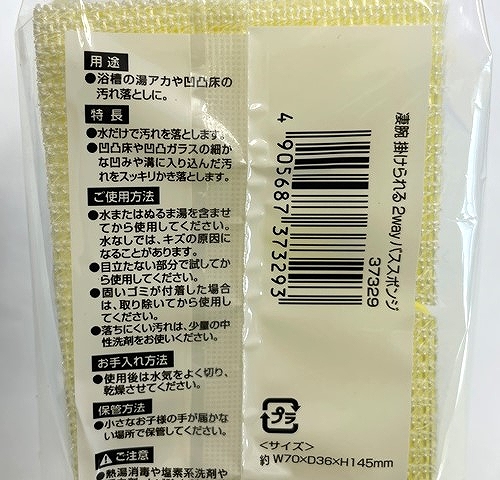 用途
●浴槽の湯アカや凹凸床の
汚れ落としに。
特長
●水だけで汚れを落とします。
●凹凸床や凹凸ガラスの細か
な凹みや溝に入り込んだ汚
れをスッキリかき落とします。
ご使用方法
●水またはぬるま湯を含ませ
てから使用してください。
水なしでは、キズの原因に
なることがあります。
●目立たない部分で試してか
ら使用してください。
●固いゴミが付着した場合
は、取り除いてから使用し
てください。
●落ちにくい汚れは、少量の中
性洗剤をお使いください。
お手入れ方法
●使用後は水気をよく切り、
乾燥させてください。
保管方法
●小さなお子様の手が届かな
い場所で保管してください。
ご注意
●熱湯消毒や塩素系洗剤や
凄腕 掛けられる2wayバススポンジ
37329
4 905687 373293
プラ
<サイズ>
約 W70×D36×H145mm